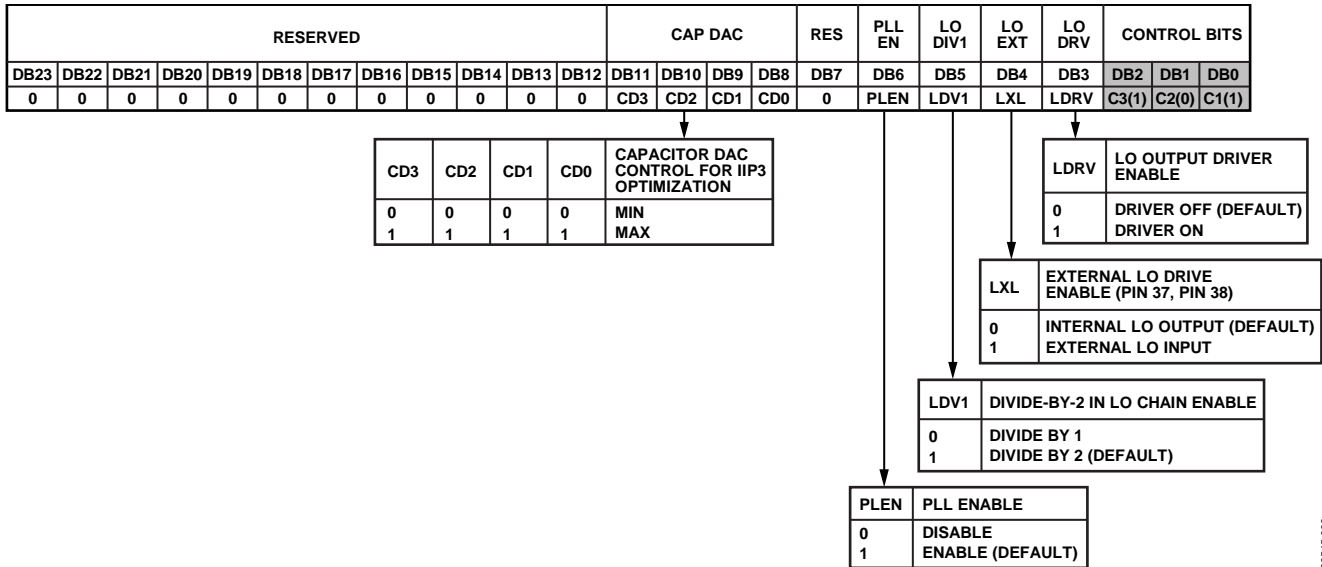 RESERVED CAP DAC RES PLL EN LO DIV1 LO EXT LO DRV CONTROL BITS
DB23 DB22 DB21 DB20 DB19 DB18 DB17 DB16 DB15 DB14 DB13 DB12 DB11 DB10 DB9 DB8 DB7 DB6 DB5 DB4 DB3 DB2 DB1 DB0
0 0 0 0 0 0 0 0 0 0 0 0 CD3 CD2 CD1 CD0 0 PLEN LDV1 LXL LDRV C3(1) C2(0) C1(1)
CD3 CD2 CD1 CD0 CAPACITOR DAC
CONTROL FOR IIP3
OPTIMIZATION
0 0 0 0 MIN
1 1 1 1 MAX
LDRV LO OUTPUT DRIVER
ENABLE
0 DRIVER OFF (DEFAULT)
1 DRIVER ON
LXL EXTERNAL LO DRIVE
ENABLE (PIN 37, PIN 38)
0 INTERNAL LO OUTPUT (DEFAULT)
1 EXTERNAL LO INPUT
LDV1 DIVIDE-BY-2 IN LO CHAIN ENABLE
0 DIVIDE BY 1
1 DIVIDE BY 2 (DEFAULT)
PLEN PLL ENABLE
0 DISABLE
1 ENABLE (DEFAULT)